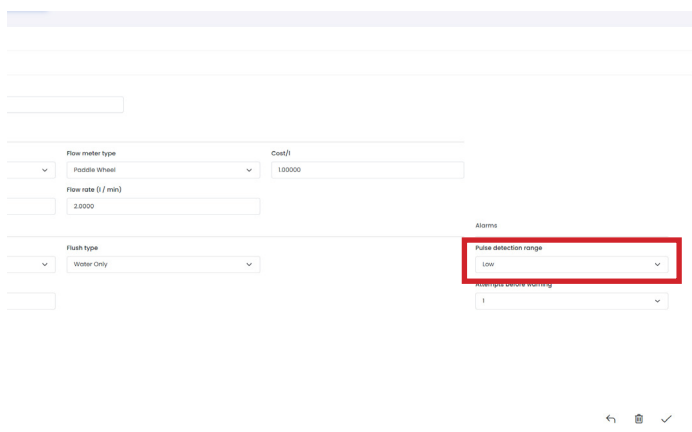 Flow meter type
Cost/l
Paddle Wheel
1.00000
Flow rate (l / min)
2.0000
Alarms
Flush type
Pulse detection range
Water Only
Low
Attempts before warning
1